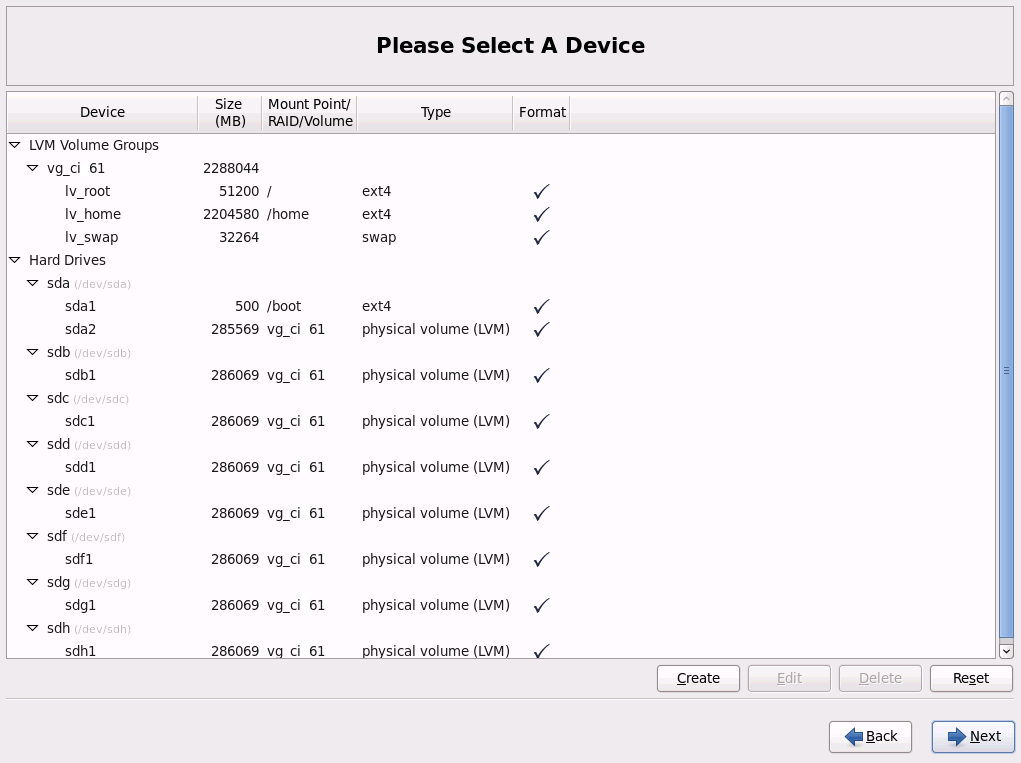 Please Select A Device
Device Size (MB) Mount Point/ RAID/Volume Type Format
LVM Volume Groups
vg_ci 61 2288044
lv_root 51200 / ext4
lv_home 2204580 /home ext4
lv_swap 32264 swap
Hard Drives
sda (/dev/sda)
sda1 500 /boot ext4
sda2 285569 vg_ci 61 physical volume (LVM)
sdb (/dev/sdb)
sdb1 286069 vg_ci 61 physical volume (LVM)
sdc (/dev/sdc)
sdc1 286069 vg_ci 61 physical volume (LVM)
sdd (/dev/sdd)
sdd1 286069 vg_ci 61 physical volume (LVM)
sde (/dev/sde)
sde1 286069 vg_ci 61 physical volume (LVM)
sdf (/dev/sdf)
sdf1 286069 vg_ci 61 physical volume (LVM)
sdg (/dev/sdg)
sdg1 286069 vg_ci 61 physical volume (LVM)
sdh (/dev/sdh)
sdh1 286069 vg_ci 61 physical volume (LVM)
Create Edit Delete Reset
Back Next